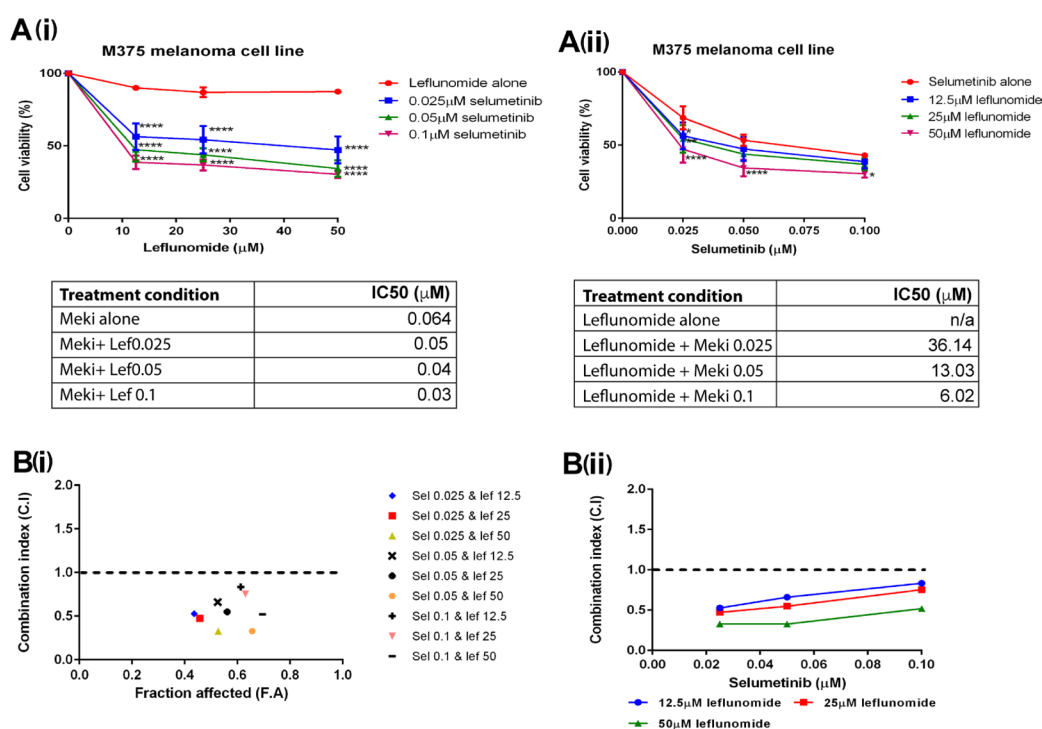 A(i)
M375 melanoma cell line
Cell viability (%)
100
50
0
0 10 20 30 40 50
Leflunomide (μM)
**** **** ****
**** **** ****
**** **** ****
Leflunomide alone
0.025μM selumetinib
0.05μM selumetinib
0.1μM selumetinib
A(ii)
M375 melanoma cell line
Cell viability (%)
100
50
0
0.000 0.025 0.050 0.075 0.100
Selumetinib (μM)
*
**
**** **** *
Selumetinib alone
12.5μM leflunomide
25μM leflunomide
50μM leflunomide
Treatment condition IC50 (μM)
Meki alone 0.064
Meki+ Lef0.025 0.05
Meki+ Lef0.05 0.04
Meki+ Lef 0.1 0.03
Treatment condition IC50 (μM)
Leflunomide alone n/a
Leflunomide + Meki 0.025 36.14
Leflunomide + Meki 0.05 13.03
Leflunomide + Meki 0.1 6.02
B(i)
Combination index (C.I)
2.0
1.5
1.0
0.5
0.0
0.0 0.2 0.4 0.6 0.8 1.0
Fraction affected (F.A)
Sel 0.025 & lef 12.5
Sel 0.025 & lef 25
Sel 0.025 & lef 50
Sel 0.05 & lef 12.5
Sel 0.05 & lef 25
Sel 0.05 & lef 50
Sel 0.1 & lef 12.5
Sel 0.1 & lef 25
Sel 0.1 & lef 50
B(ii)
Combination index (C.I)
2.0
1.5
1.0
0.5
0.0
0.00 0.02 0.04 0.06 0.08 0.10
Selumetinib (μM)
12.5μM leflunomide 25μM leflunomide
50μM leflunomide